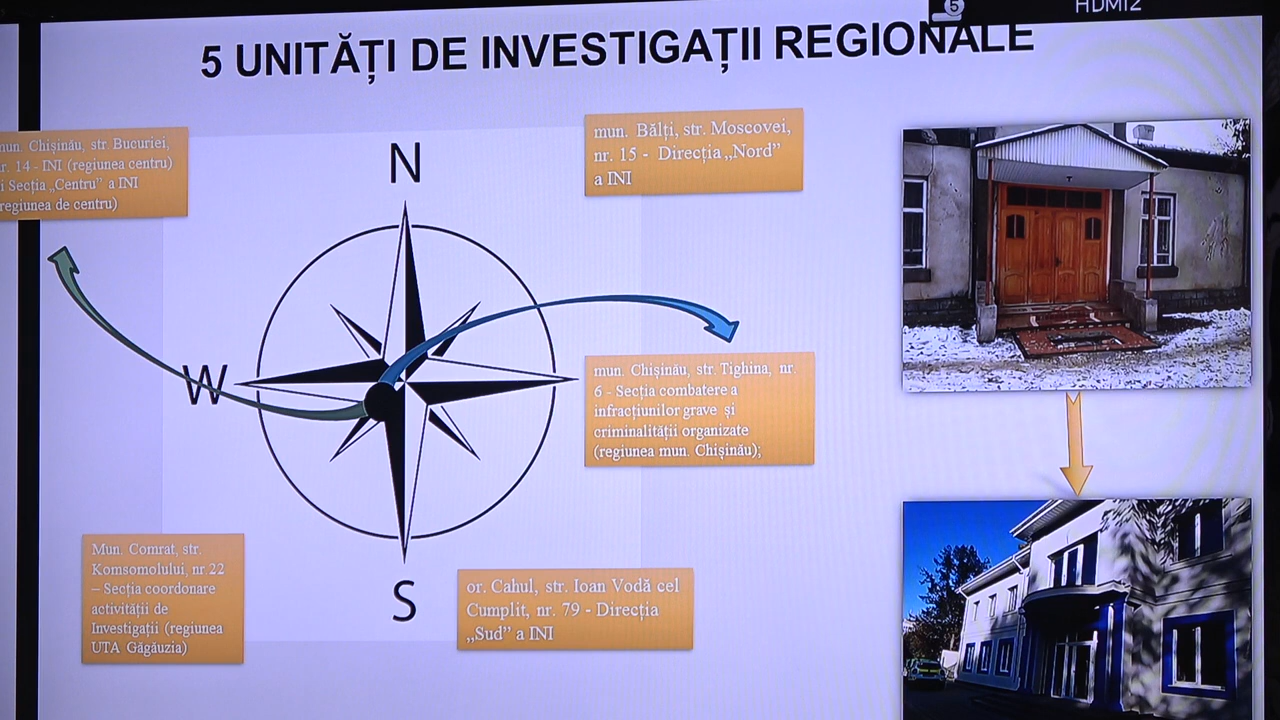 5
HDMI2
5 UNITĂȚI DE INVESTIGAȚII REGIONALE
mun. Chișinău, str. Bucuriei,
nr. 14 - INI (regiunea centru)
i Secția „Centru” a INI
regiunea de centru)
N
mun. Bălți, str. Moscovei,
nr. 15 - Direcția „Nord”
a INI
W
mun. Chișinău, str. Tighina, nr.
6 - Secția combatere a
infracțiunilor grave și
criminalității organizate
(regiunea mun. Chișinău);
Mun. Comrat, str.
Komsomolului, nr 22
– Secția coordonare
activității de
Investigații (regiunea
UTA Găgăuzia)
S
or. Cahul, str. Ioan Vodă cel
Cumplit, nr. 79 - Direcția
„Sud” a INI